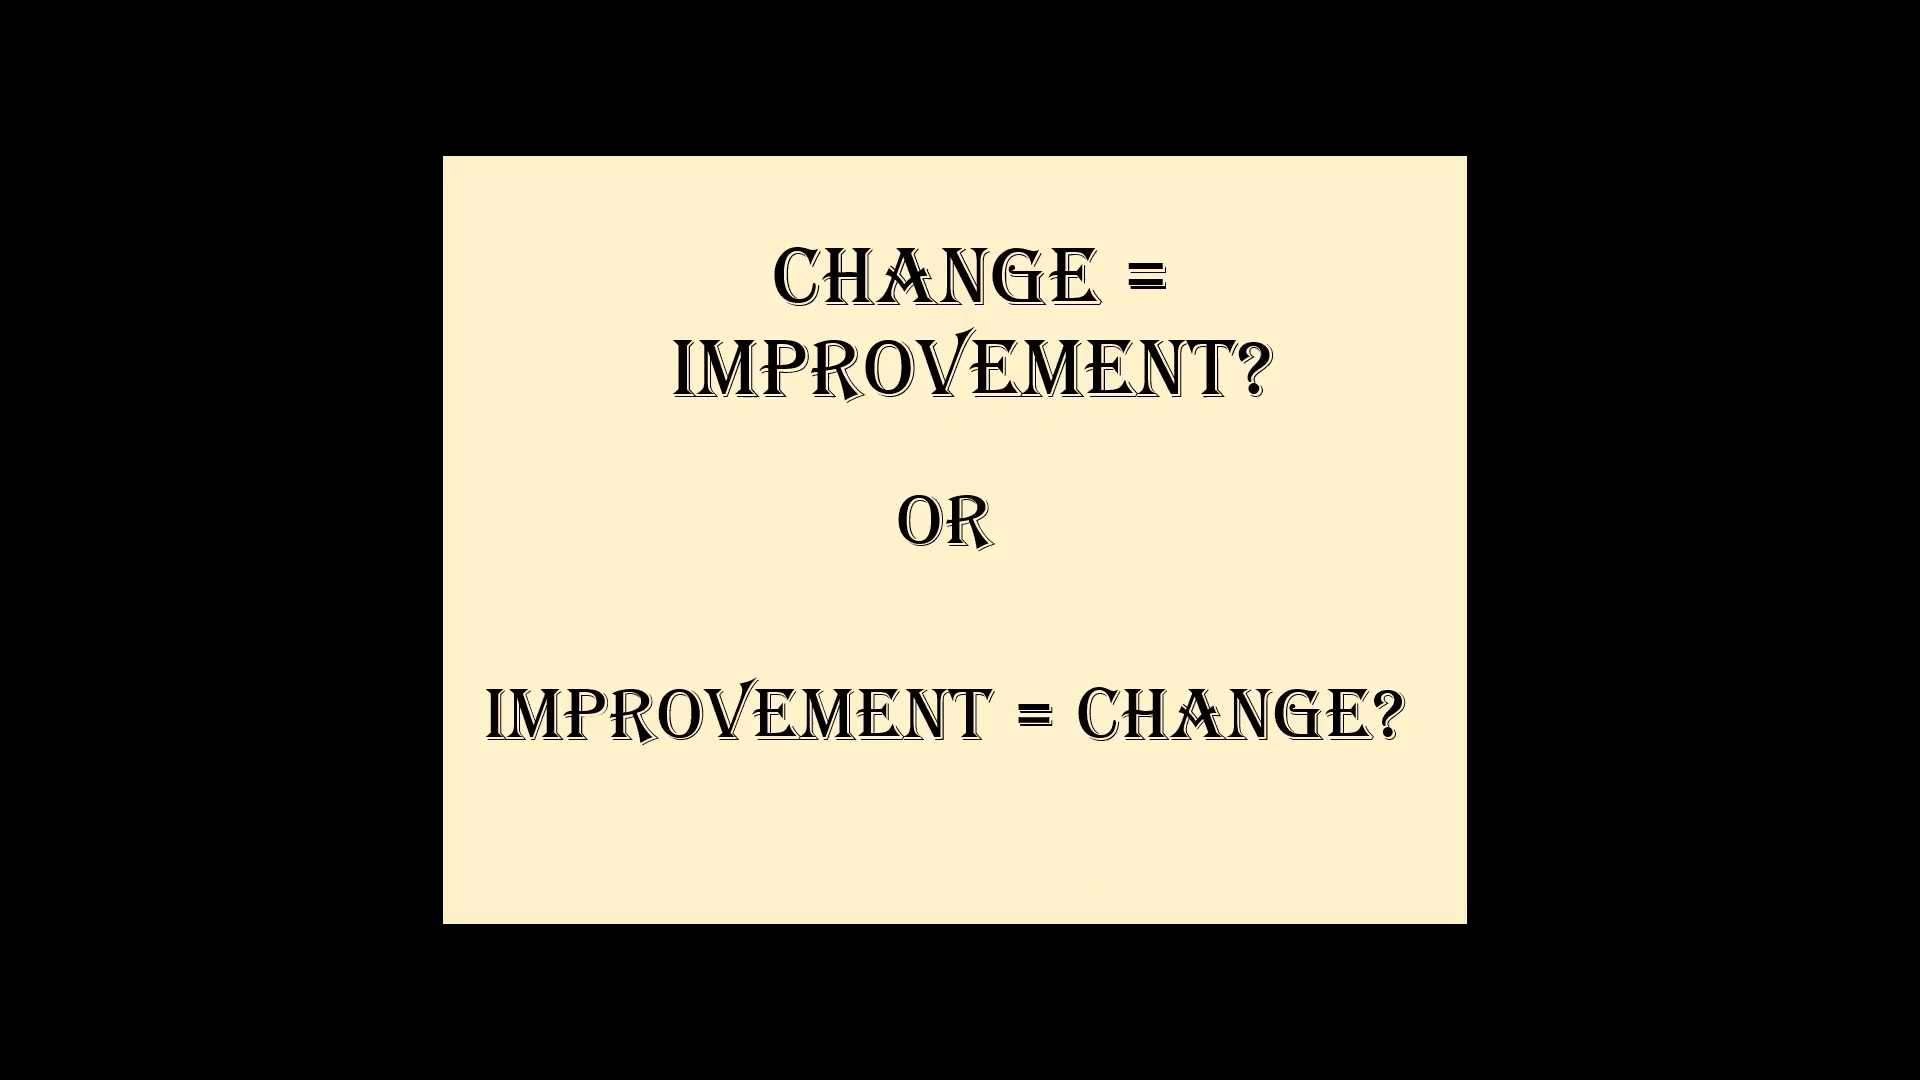 CHANGE =
IMPROVEMENT?
OR
IMPROVEMENT = CHANGE?